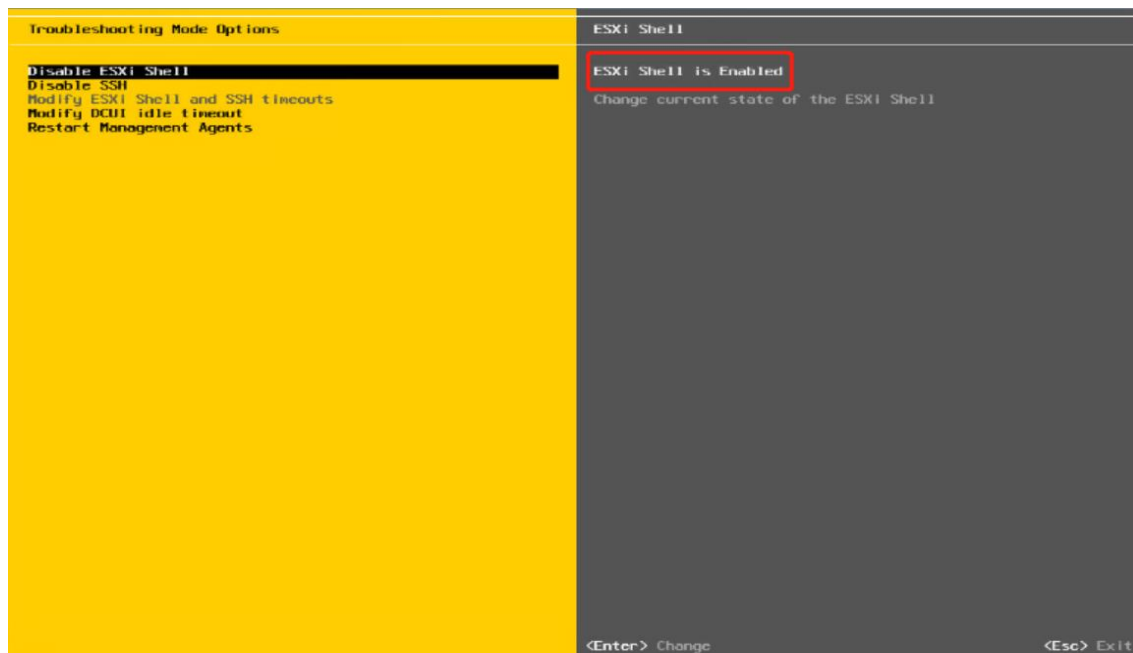 Troubleshooting Mode Options
Disable ESXi Shell
Disable SSH
Modify ESXi Shell and SSH timeouts
Modify DCUI idle timeout
Restart Management Agents
ESXi Shell
ESXi Shell is Enabled
Change current state of the ESXi Shell
<Enter> Change
<Esc> Exit